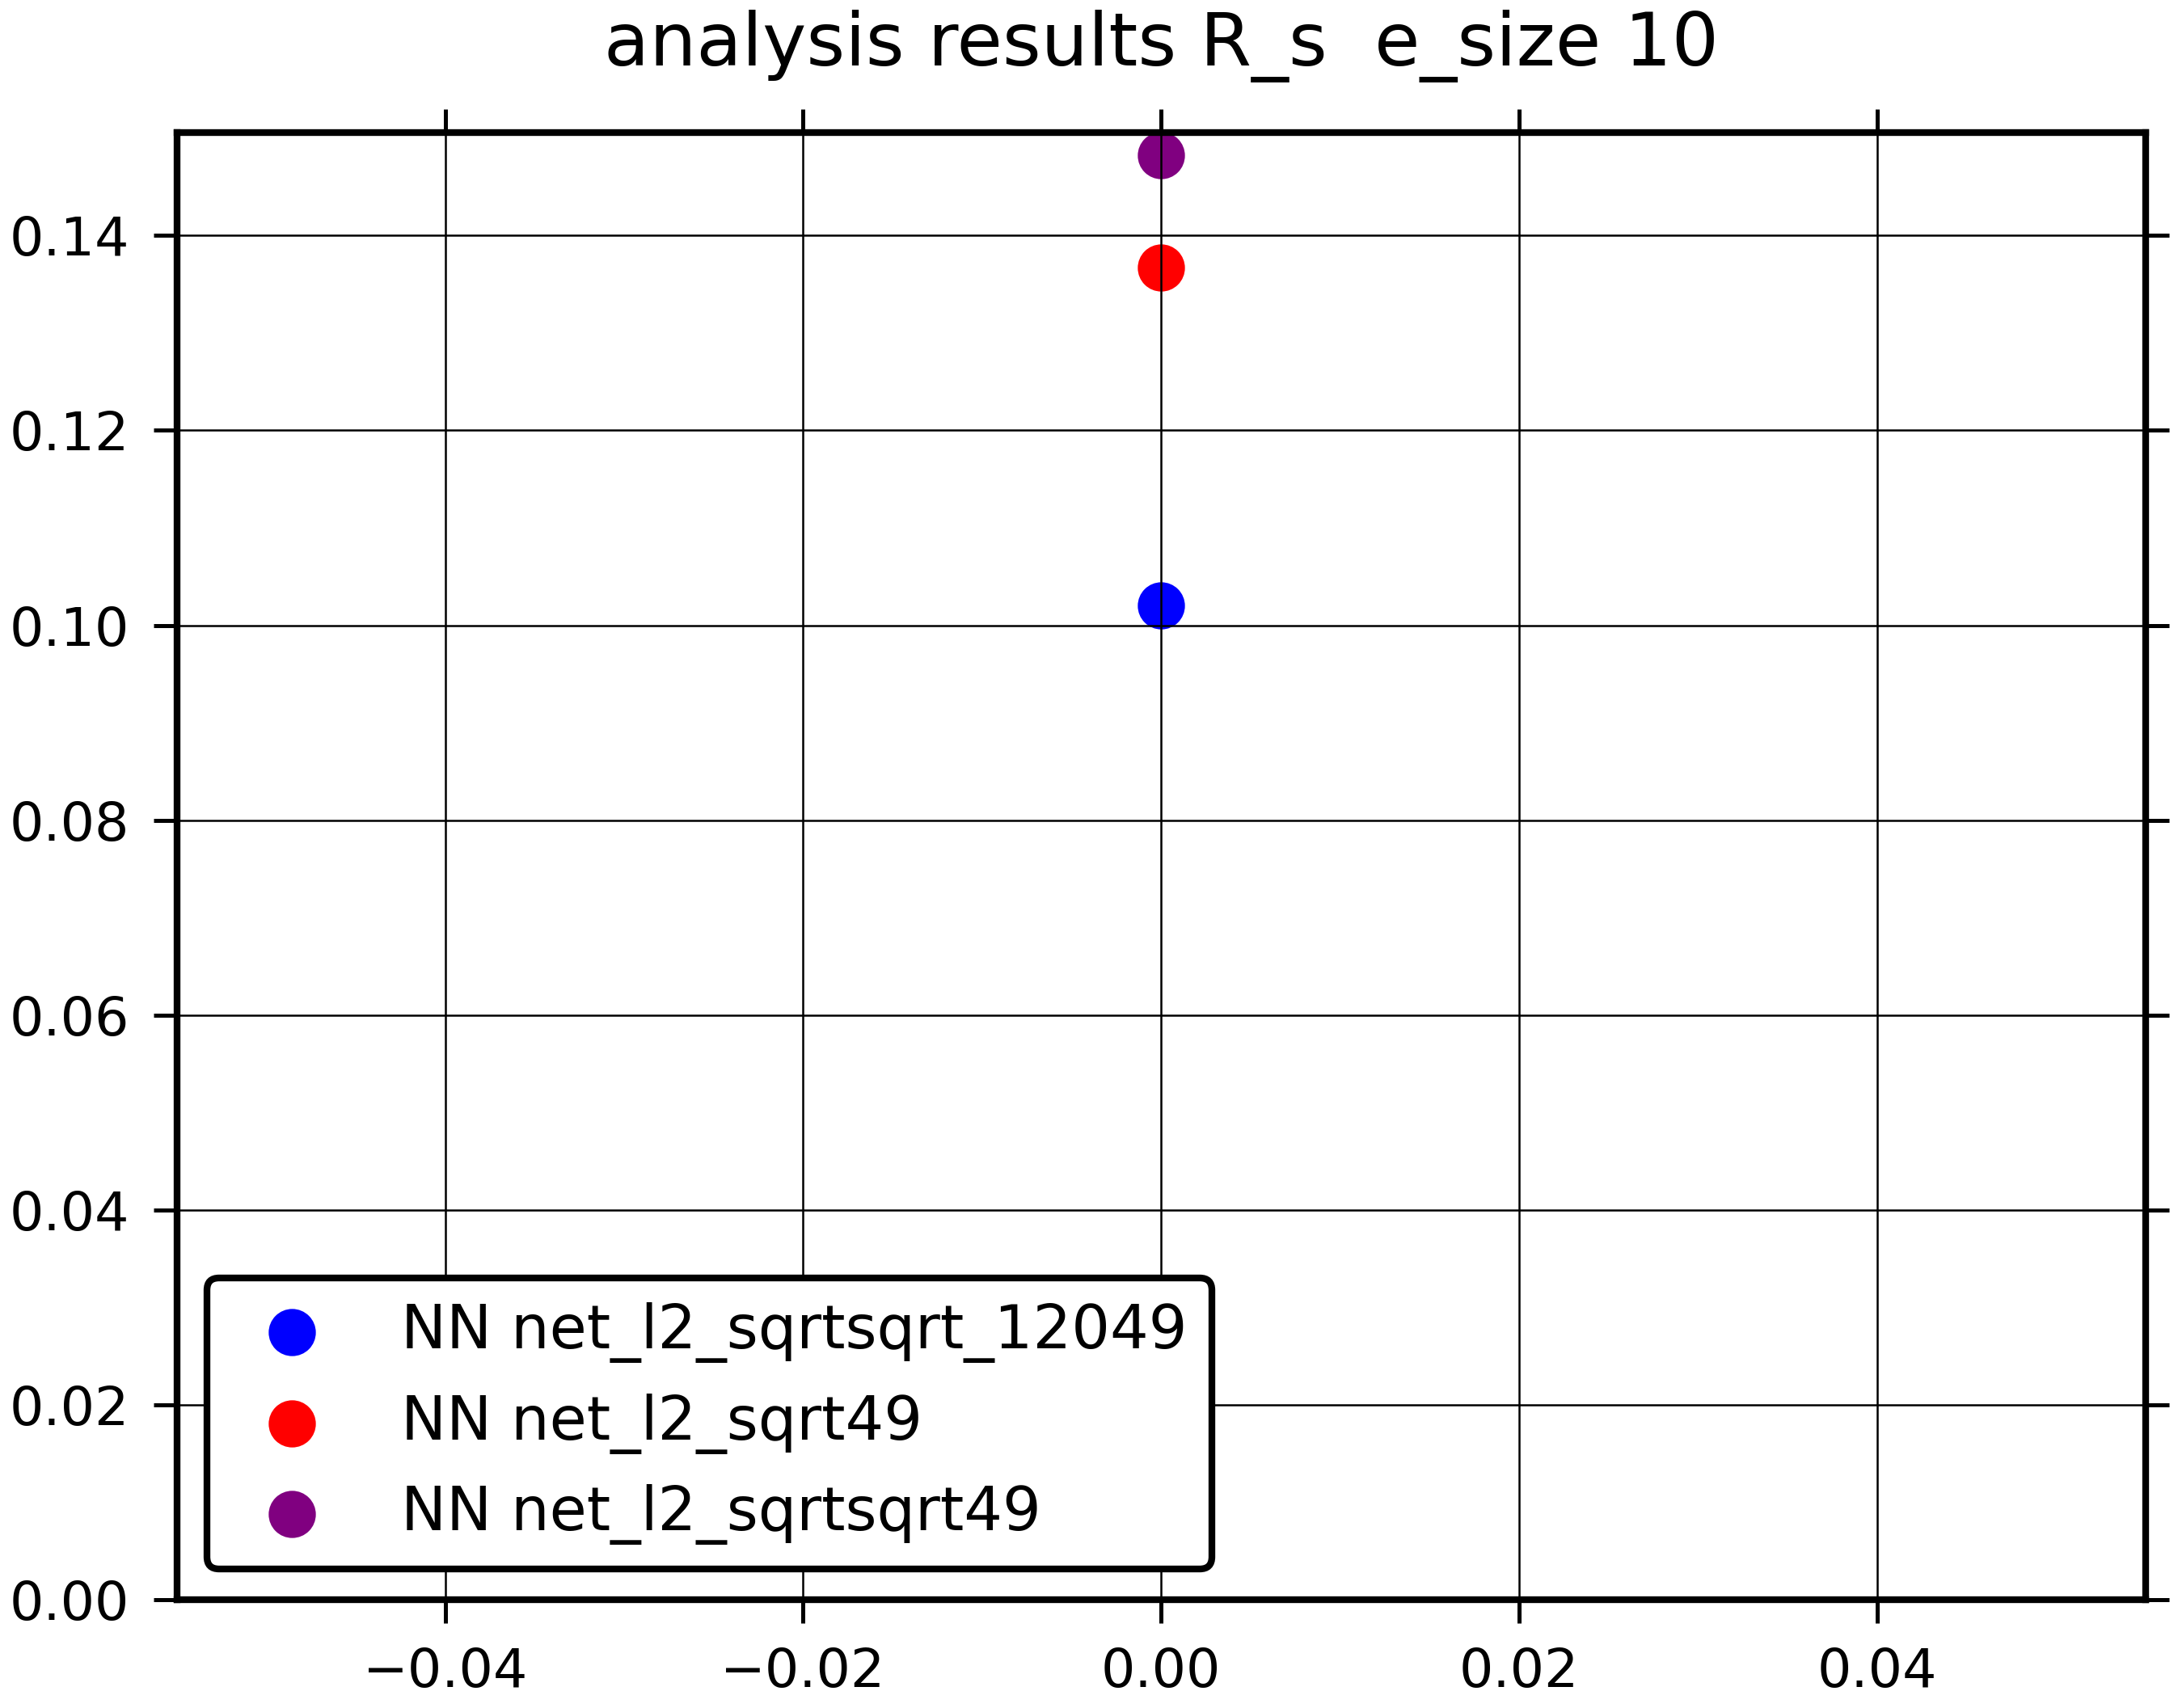 analysis results R_s  e_size 10
0.14
0.12
0.10
0.08
0.06
0.04
0.02
0.00
NN net_l2_sqrtsqrt_12049
NN net_l2_sqrt49
NN net_l2_sqrtsqrt49
−0.04 −0.02 0.00 0.02 0.04